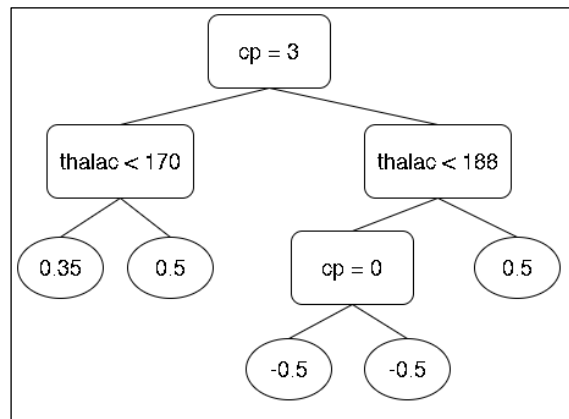 cp = 3
thalac < 170
thalac < 188
0.35
0.5
cp = 0
0.5
-0.5
-0.5